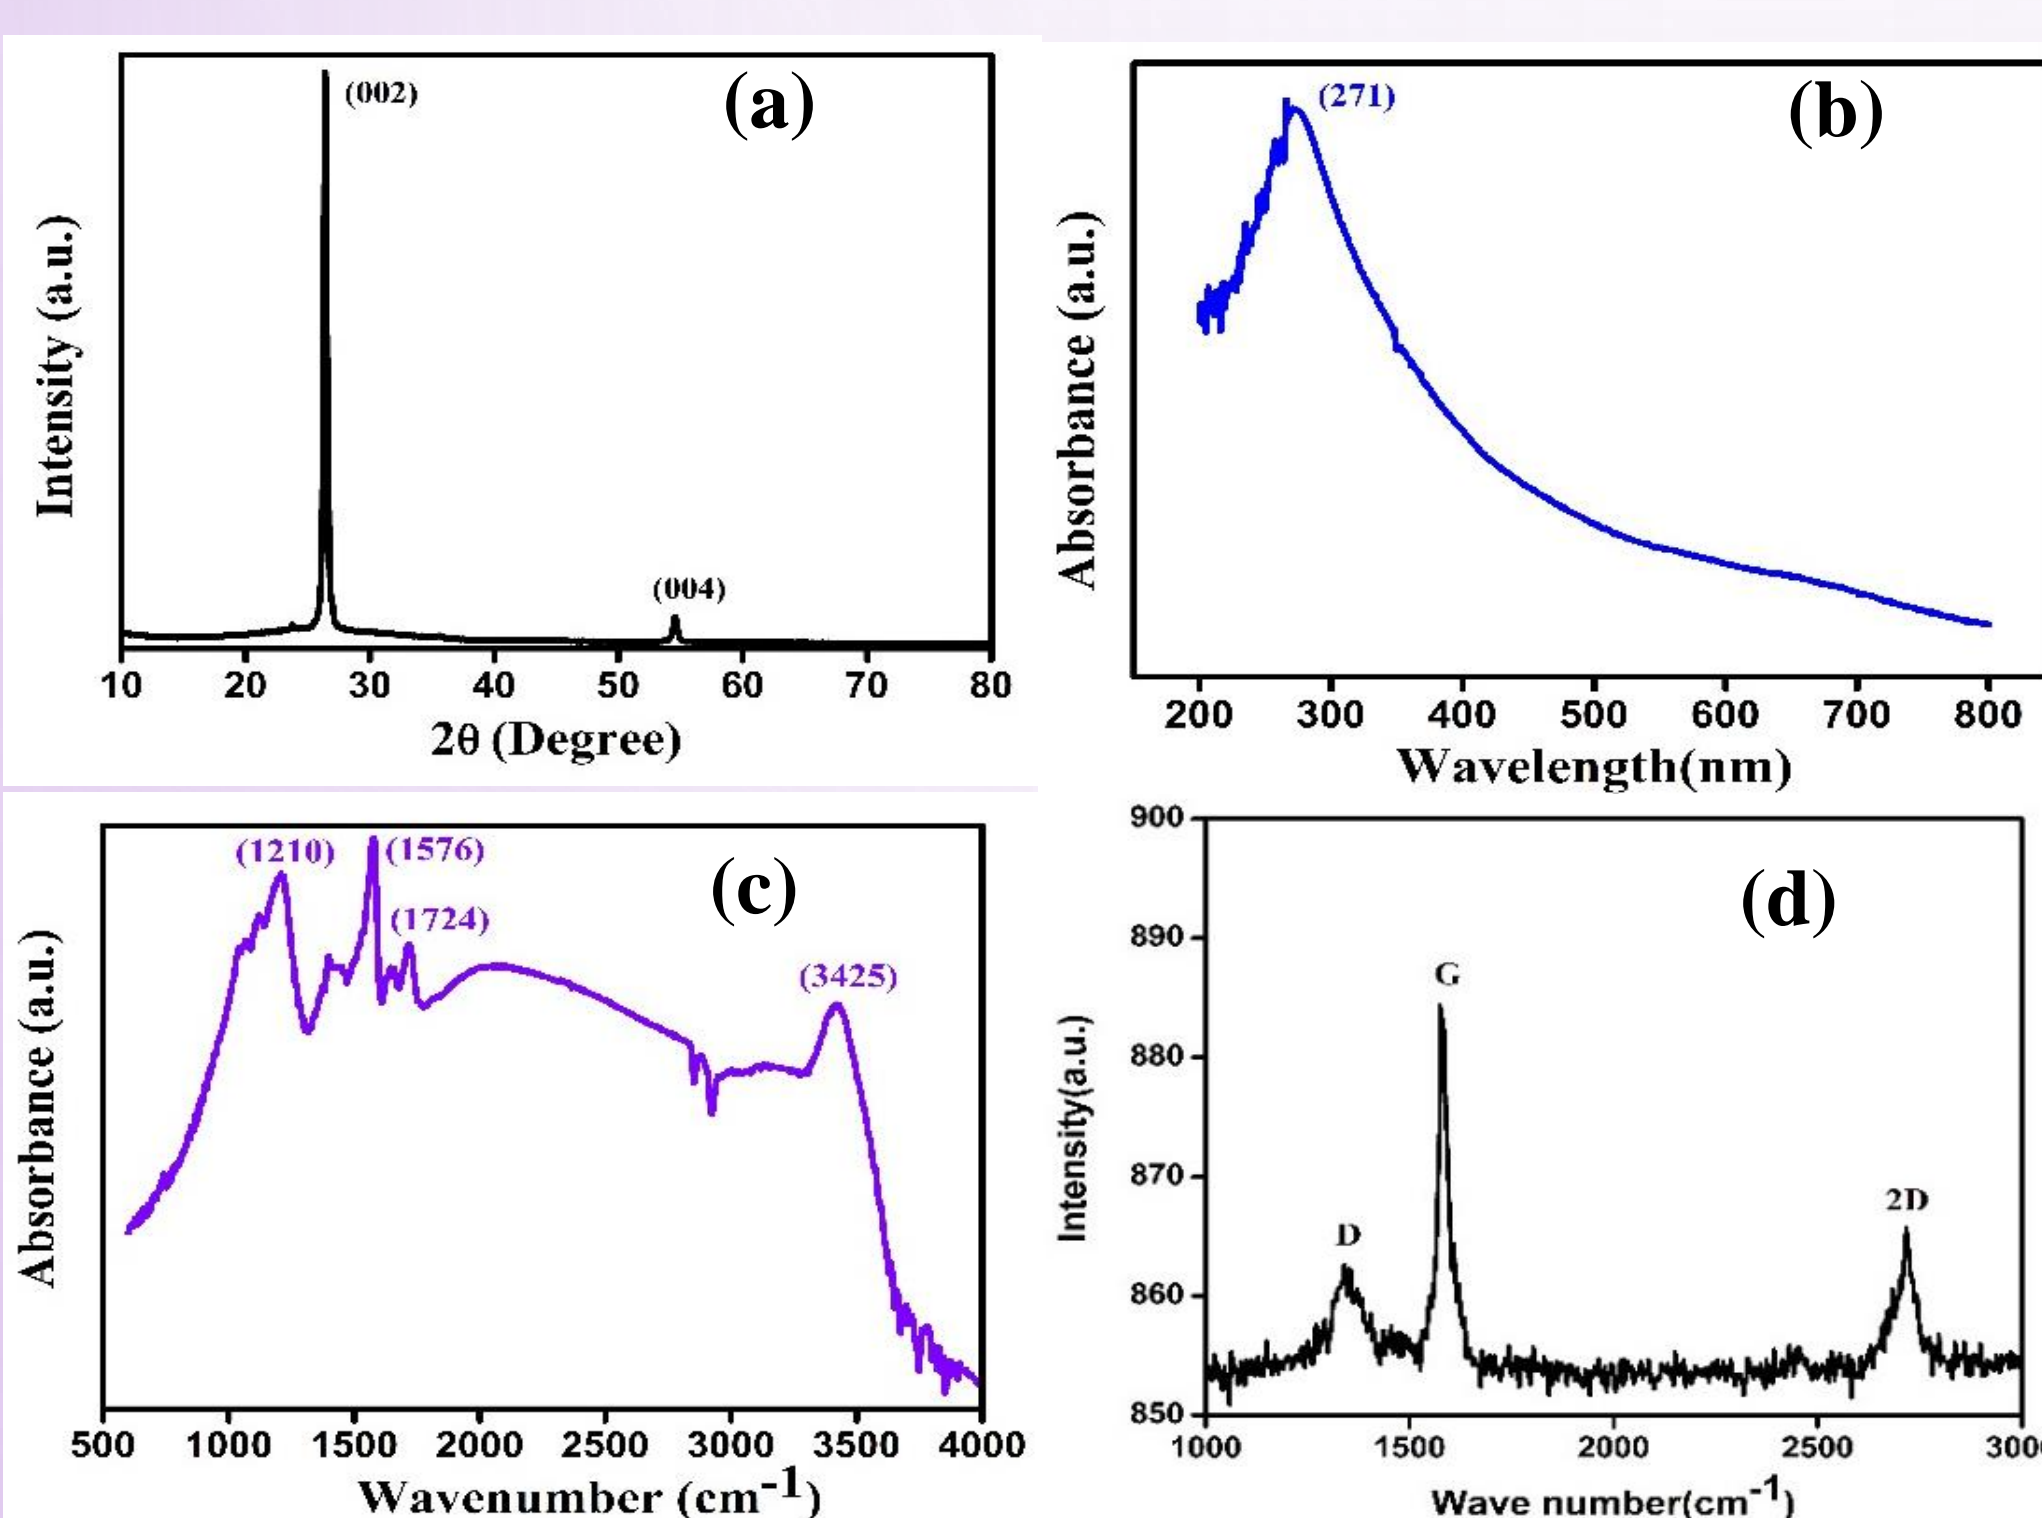 (a)
(002)
(004)
Intensity (a.u.)
10 20 30 40 50 60 70 80
2θ (Degree)
(b)
(271)
Absorbance (a.u.)
200 300 400 500 600 700 800
Wavelength(nm)
(c)
(1210)
(1576)
(1724)
(3425)
Absorbance (a.u.)
500 1000 1500 2000 2500 3000 3500 4000
Wavenumber (cm-1)
(d)
900
890
880
870
860
850
G
D
2D
Intensity(a.u.)
1000 1500 2000 2500
Wave number(cm-1)